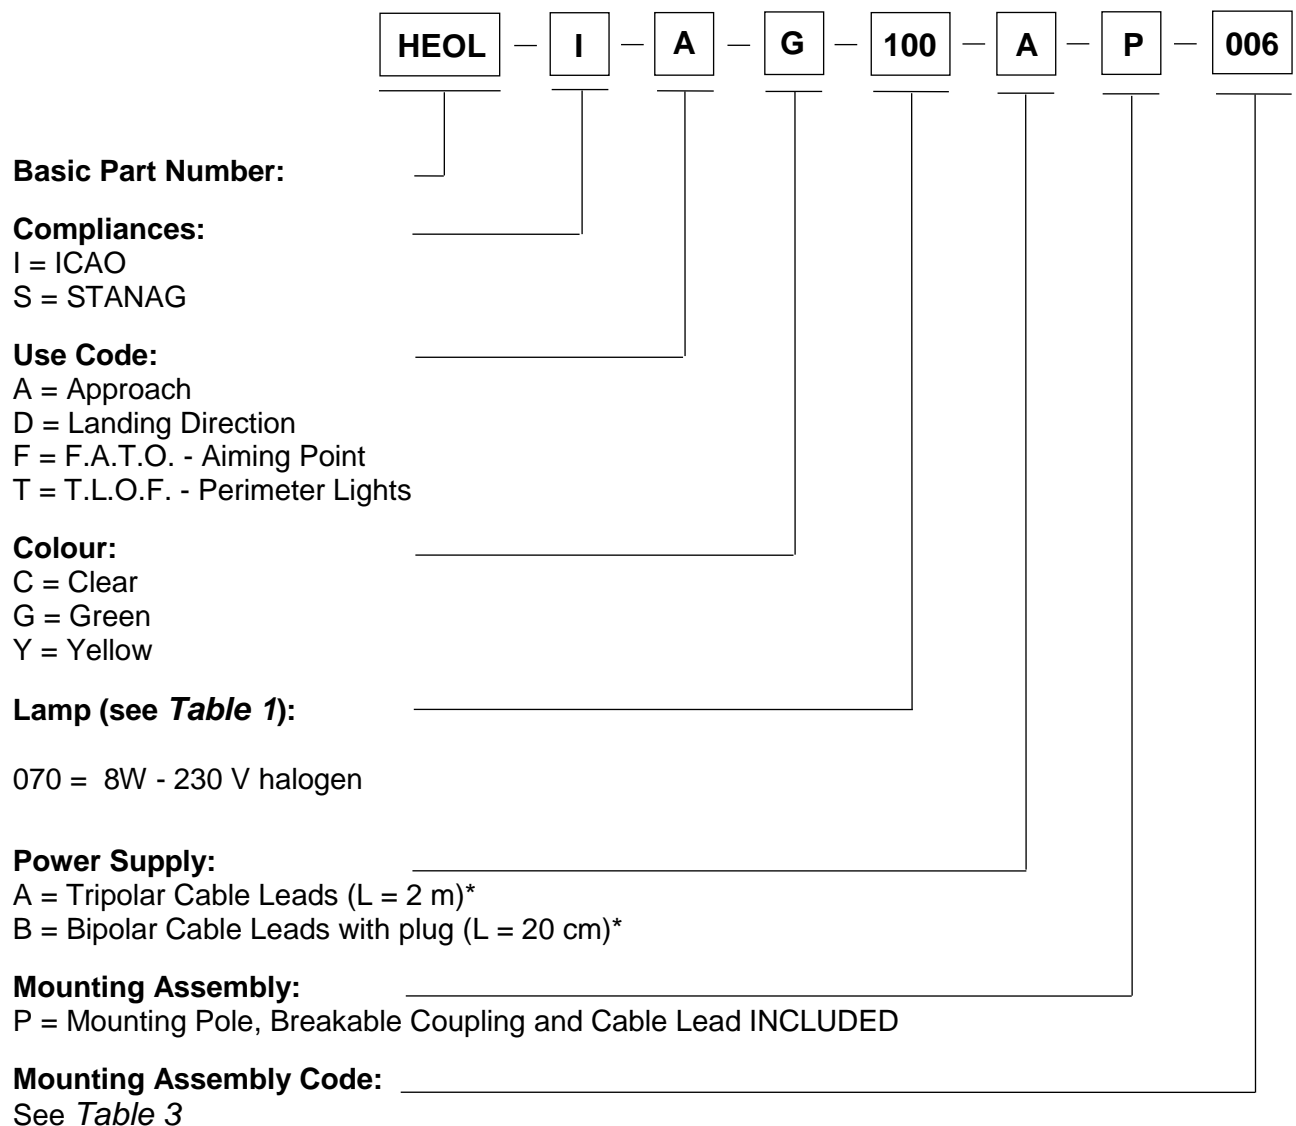 HEOL – I – A – G – 100 – A – P – 006
Basic Part Number:
Compliances:
I = ICAO
S = STANAG
Use Code:
A = Approach
D = Landing Direction
F = F.A.T.O. - Aiming Point
T = T.L.O.F. - Perimeter Lights
Colour:
C = Clear
G = Green
Y = Yellow
Lamp (see Table 1):
070 = 8W - 230 V halogen
Power Supply:
A = Tripolar Cable Leads (L = 2 m)*
B = Bipolar Cable Leads with plug (L = 20 cm)*
Mounting Assembly:
P = Mounting Pole, Breakable Coupling and Cable Lead INCLUDED
Mounting Assembly Code:
See Table 3